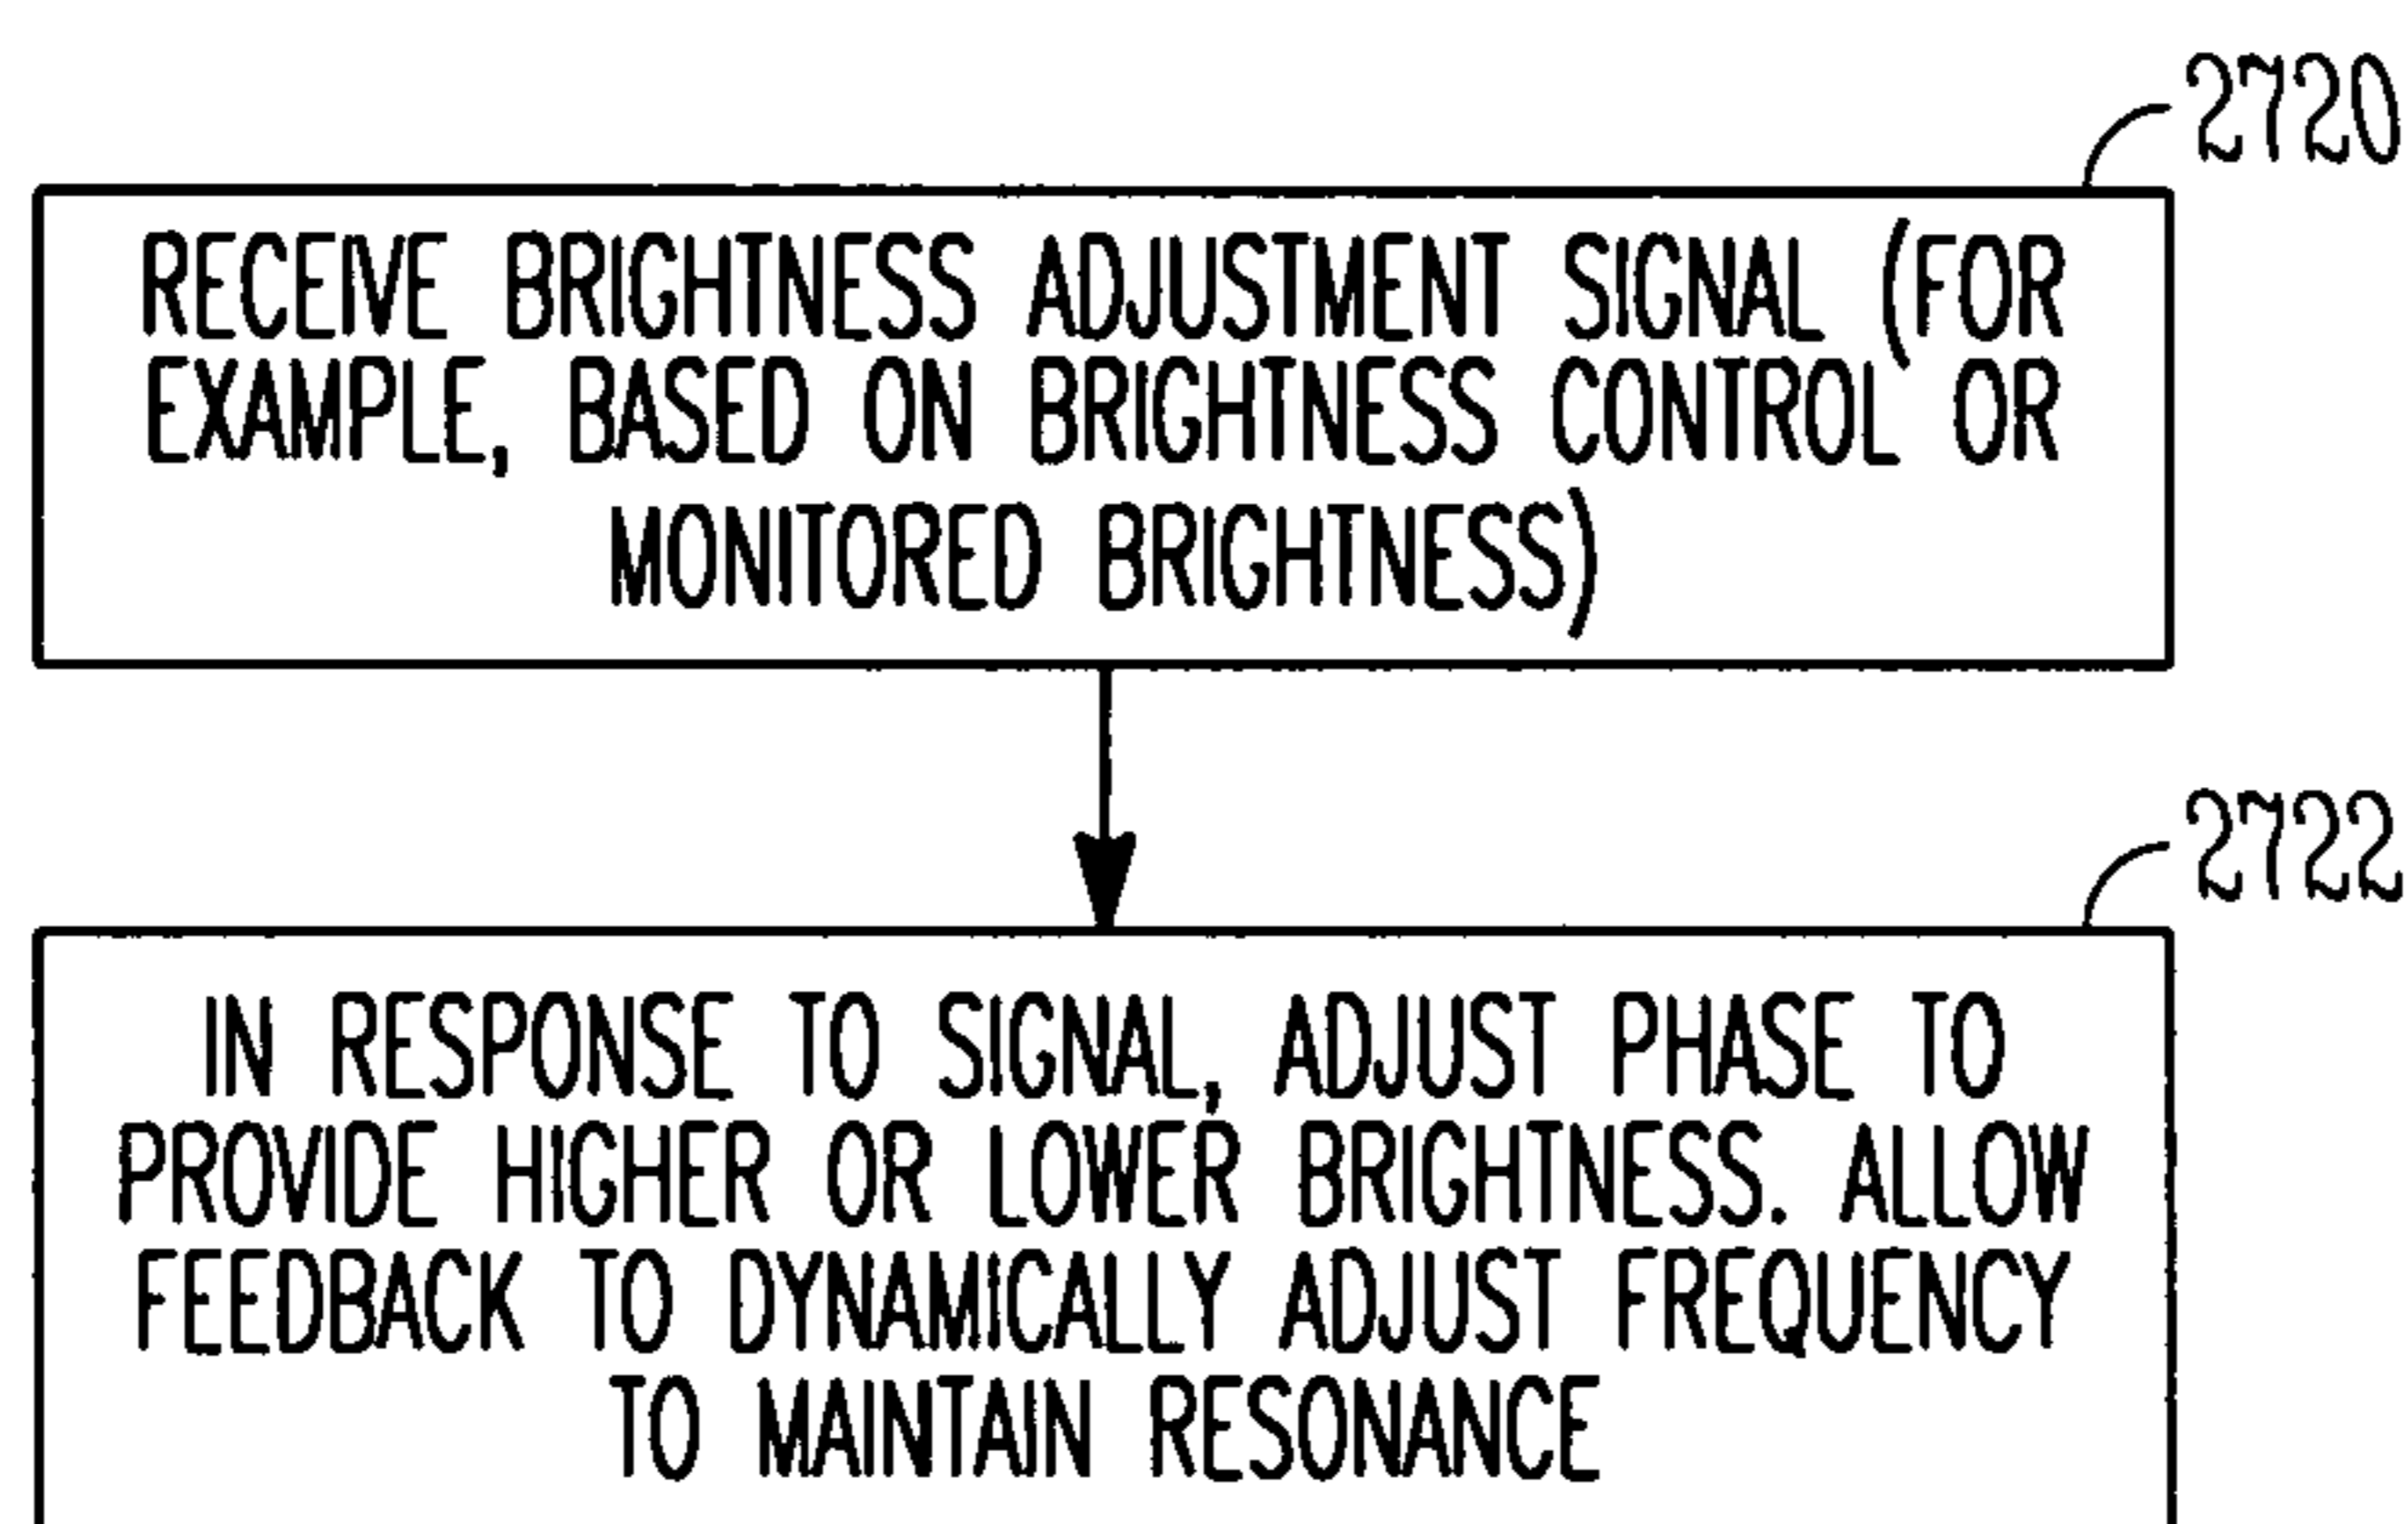 2720
RECEIVE BRIGHTNESS ADJUSTMENT SIGNAL (FOR
EXAMPLE, BASED ON BRIGHTNESS CONTROL OR
MONITORED BRIGHTNESS)
2722
IN RESPONSE TO SIGNAL, ADJUST PHASE TO
PROVIDE HIGHER OR LOWER BRIGHTNESS. ALLOW
FEEDBACK TO DYNAMICALLY ADJUST FREQUENCY
TO MAINTAIN RESONANCE